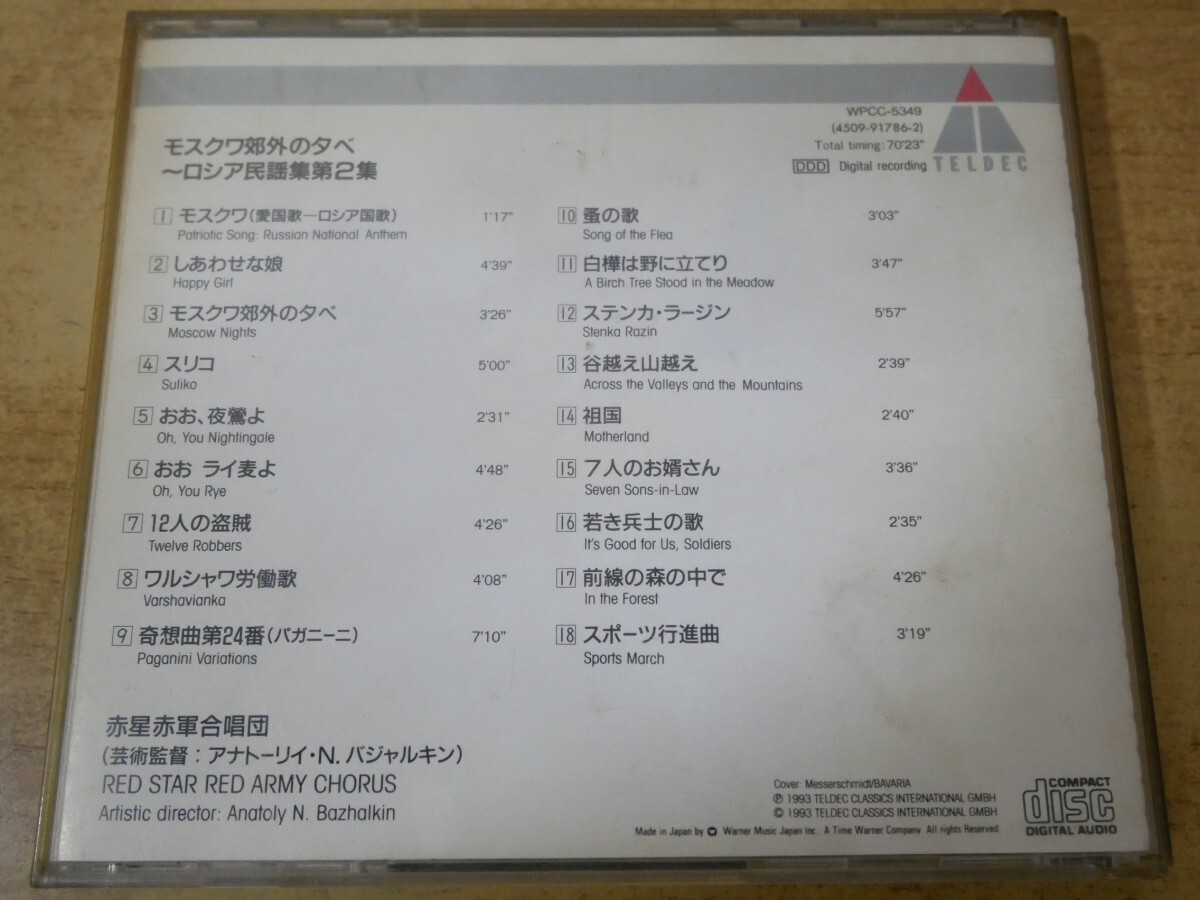 モスクワ郊外の夕べ
〜ロシア民謡集第2集
WPCC-5349
(4509-91786-2)
Total timing:70'23"
DDD Digital recording
TELDEC
1 モスクワ(愛国歌―ロシア国歌) 1'17"
Patriotic Song: Russian National Anthem
2 しあわせな娘 4'39"
Happy Girl
3 モスクワ郊外の夕べ 3'26"
Moscow Nights
4 スリコ 5'00"
Suliko
5 おお、夜鶯よ 2'31"
Oh, You Nightingale
6 おお ライ麦よ 4'48"
Oh, You Rye
7 12人の盗賊 4'26"
Twelve Robbers
8 ワルシャワ労働歌 4'08"
Varshavianka
9 奇想曲第24番(パガニーニ) 7'10"
Paganini Variations
10 蚤の歌 3'03"
Song of the Flea
11 白樺は野に立てり 3'47"
A Birch Tree Stood in the Meadow
12 ステンカ・ラージン 5'57"
Stenka Razin
13 谷越え山越え 2'39"
Across the Valleys and the Mountains
14 祖国 2'40"
Motherland
15 7人のお婿さん 3'36"
Seven Sons-in-Law
16 若き兵士の歌 2'35"
It's Good for Us, Soldiers
17 前線の森の中で 4'26"
In the Forest
18 スポーツ行進曲 3'19"
Sports March
赤星赤軍合唱団
(芸術監督：アナトーリイ・N. バジャルキン)
RED STAR RED ARMY CHORUS
Artistic director: Anatoly N. Bazhalkin
Cover: Messerschmidt/BAVARIA
℗ 1993 TELDEC CLASSICS INTERNATIONAL GMBH
© 1993 TELDEC CLASSICS INTERNATIONAL GMBH
Made in Japan by Warner Music Japan Inc., A Time Warner Company. All rights Reserved
COMPACT
disc
DIGITAL AUDIO